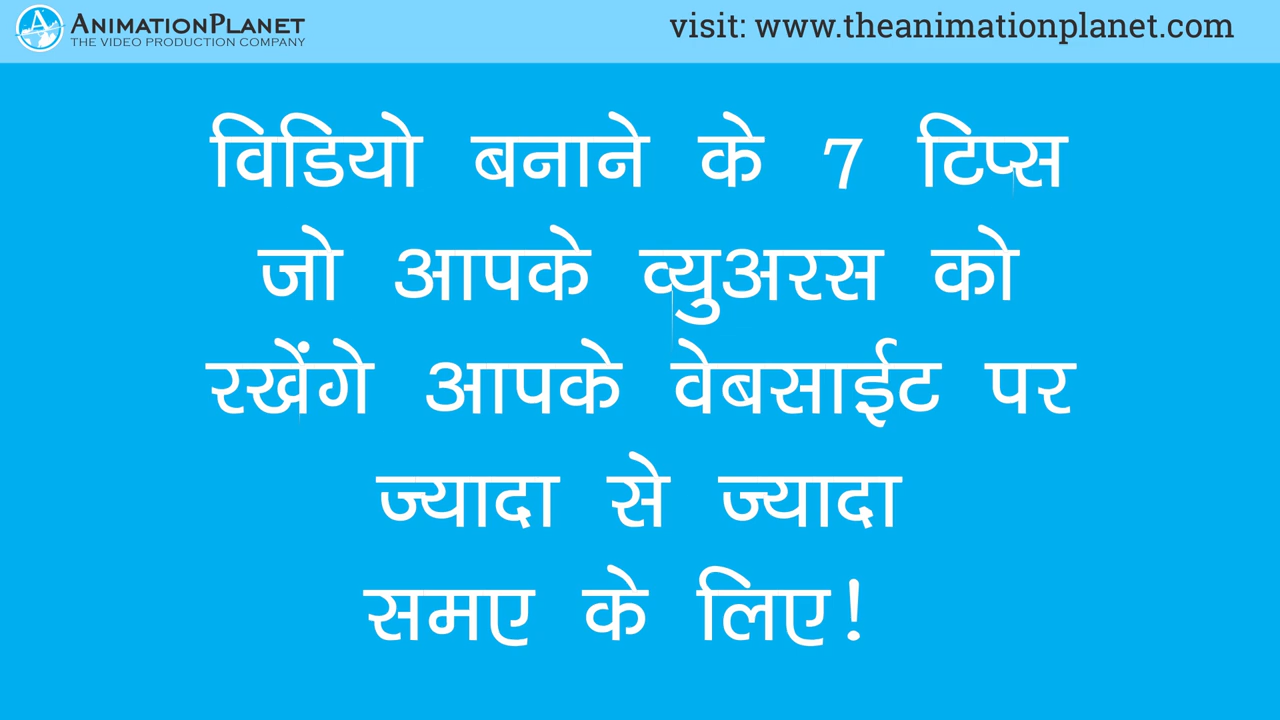 ANIMATIONPLANET
THE VIDEO PRODUCTION COMPANY
visit: www.theanimationplanet.com
विडियो बनाने के 7 टिप्स
जो आपके व्युअरस को
रखेंगे आपके वेबसाईट पर
ज्यादा से ज्यादा
समए के लिए!